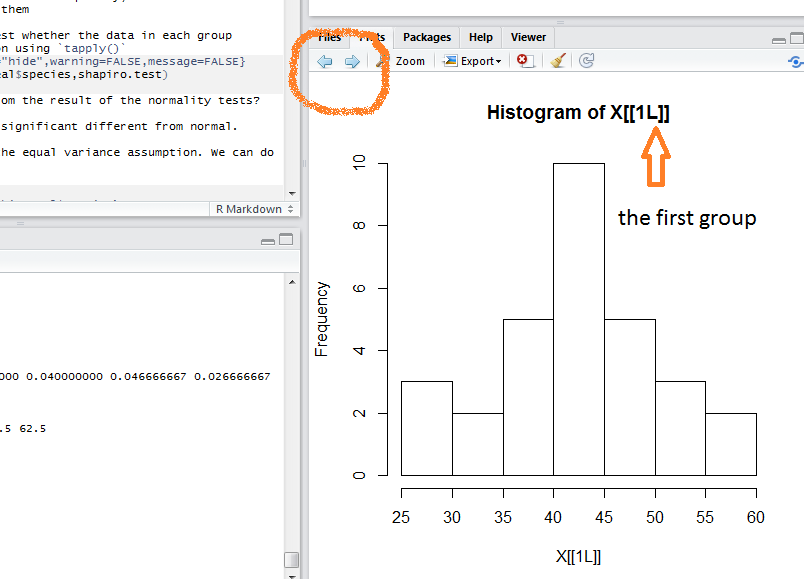 them
est whether the data in each group
on using `tapply()`
="hide",warning=FALSE,message=FALSE}
eal$species,shapiro.test)
om the result of the normality tests?
significant different from normal.
he equal variance assumption. We can do
R Markdown
000 0.040000000 0.046666667 0.026666667
.5 62.5
Files Plots Packages Help Viewer
Zoom Export
Histogram of X[[1L]]
the first group
Frequency
10
8
6
4
2
0
25 30 35 40 45 50 55 60
X[[1L]]